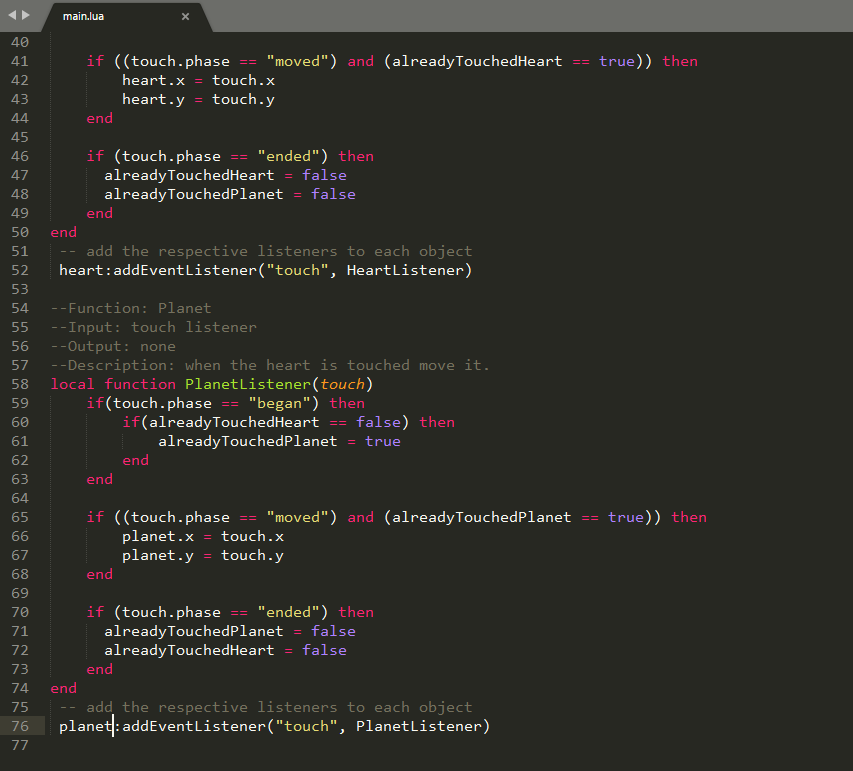 main.lua ×
40
41 if ((touch.phase == "moved") and (alreadyTouchedHeart == true)) then
42 heart.x = touch.x
43 heart.y = touch.y
44 end
45
46 if (touch.phase == "ended") then
47 alreadyTouchedHeart = false
48 alreadyTouchedPlanet = false
49 end
50 end
51 -- add the respective listeners to each object
52 heart:addEventListener("touch", HeartListener)
53
54 --Function: Planet
55 --Input: touch listener
56 --Output: none
57 --Description: when the heart is touched move it.
58 local function PlanetListener(touch)
59 if(touch.phase == "began") then
60 if(alreadyTouchedHeart == false) then
61 alreadyTouchedPlanet = true
62 end
63 end
64
65 if ((touch.phase == "moved") and (alreadyTouchedPlanet == true)) then
66 planet.x = touch.x
67 planet.y = touch.y
68 end
69
70 if (touch.phase == "ended") then
71 alreadyTouchedPlanet = false
72 alreadyTouchedHeart = false
73 end
74 end
75 -- add the respective listeners to each object
76 planet:addEventListener("touch", PlanetListener)
77